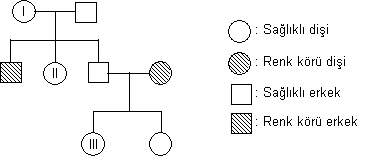 I
: Sağlıklı dişi
II
: Renk körü dişi
: Sağlıklı erkek
: Renk körü erkek
III